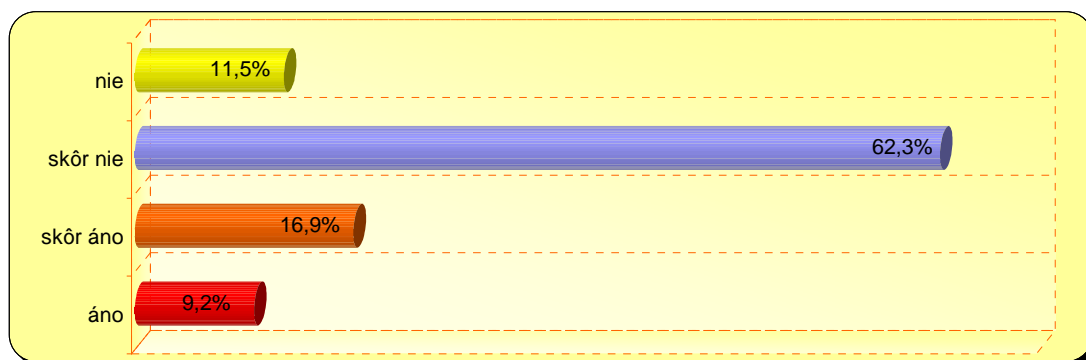 nie 11,5%
skôr nie 62,3%
skôr áno 16,9%
áno 9,2%